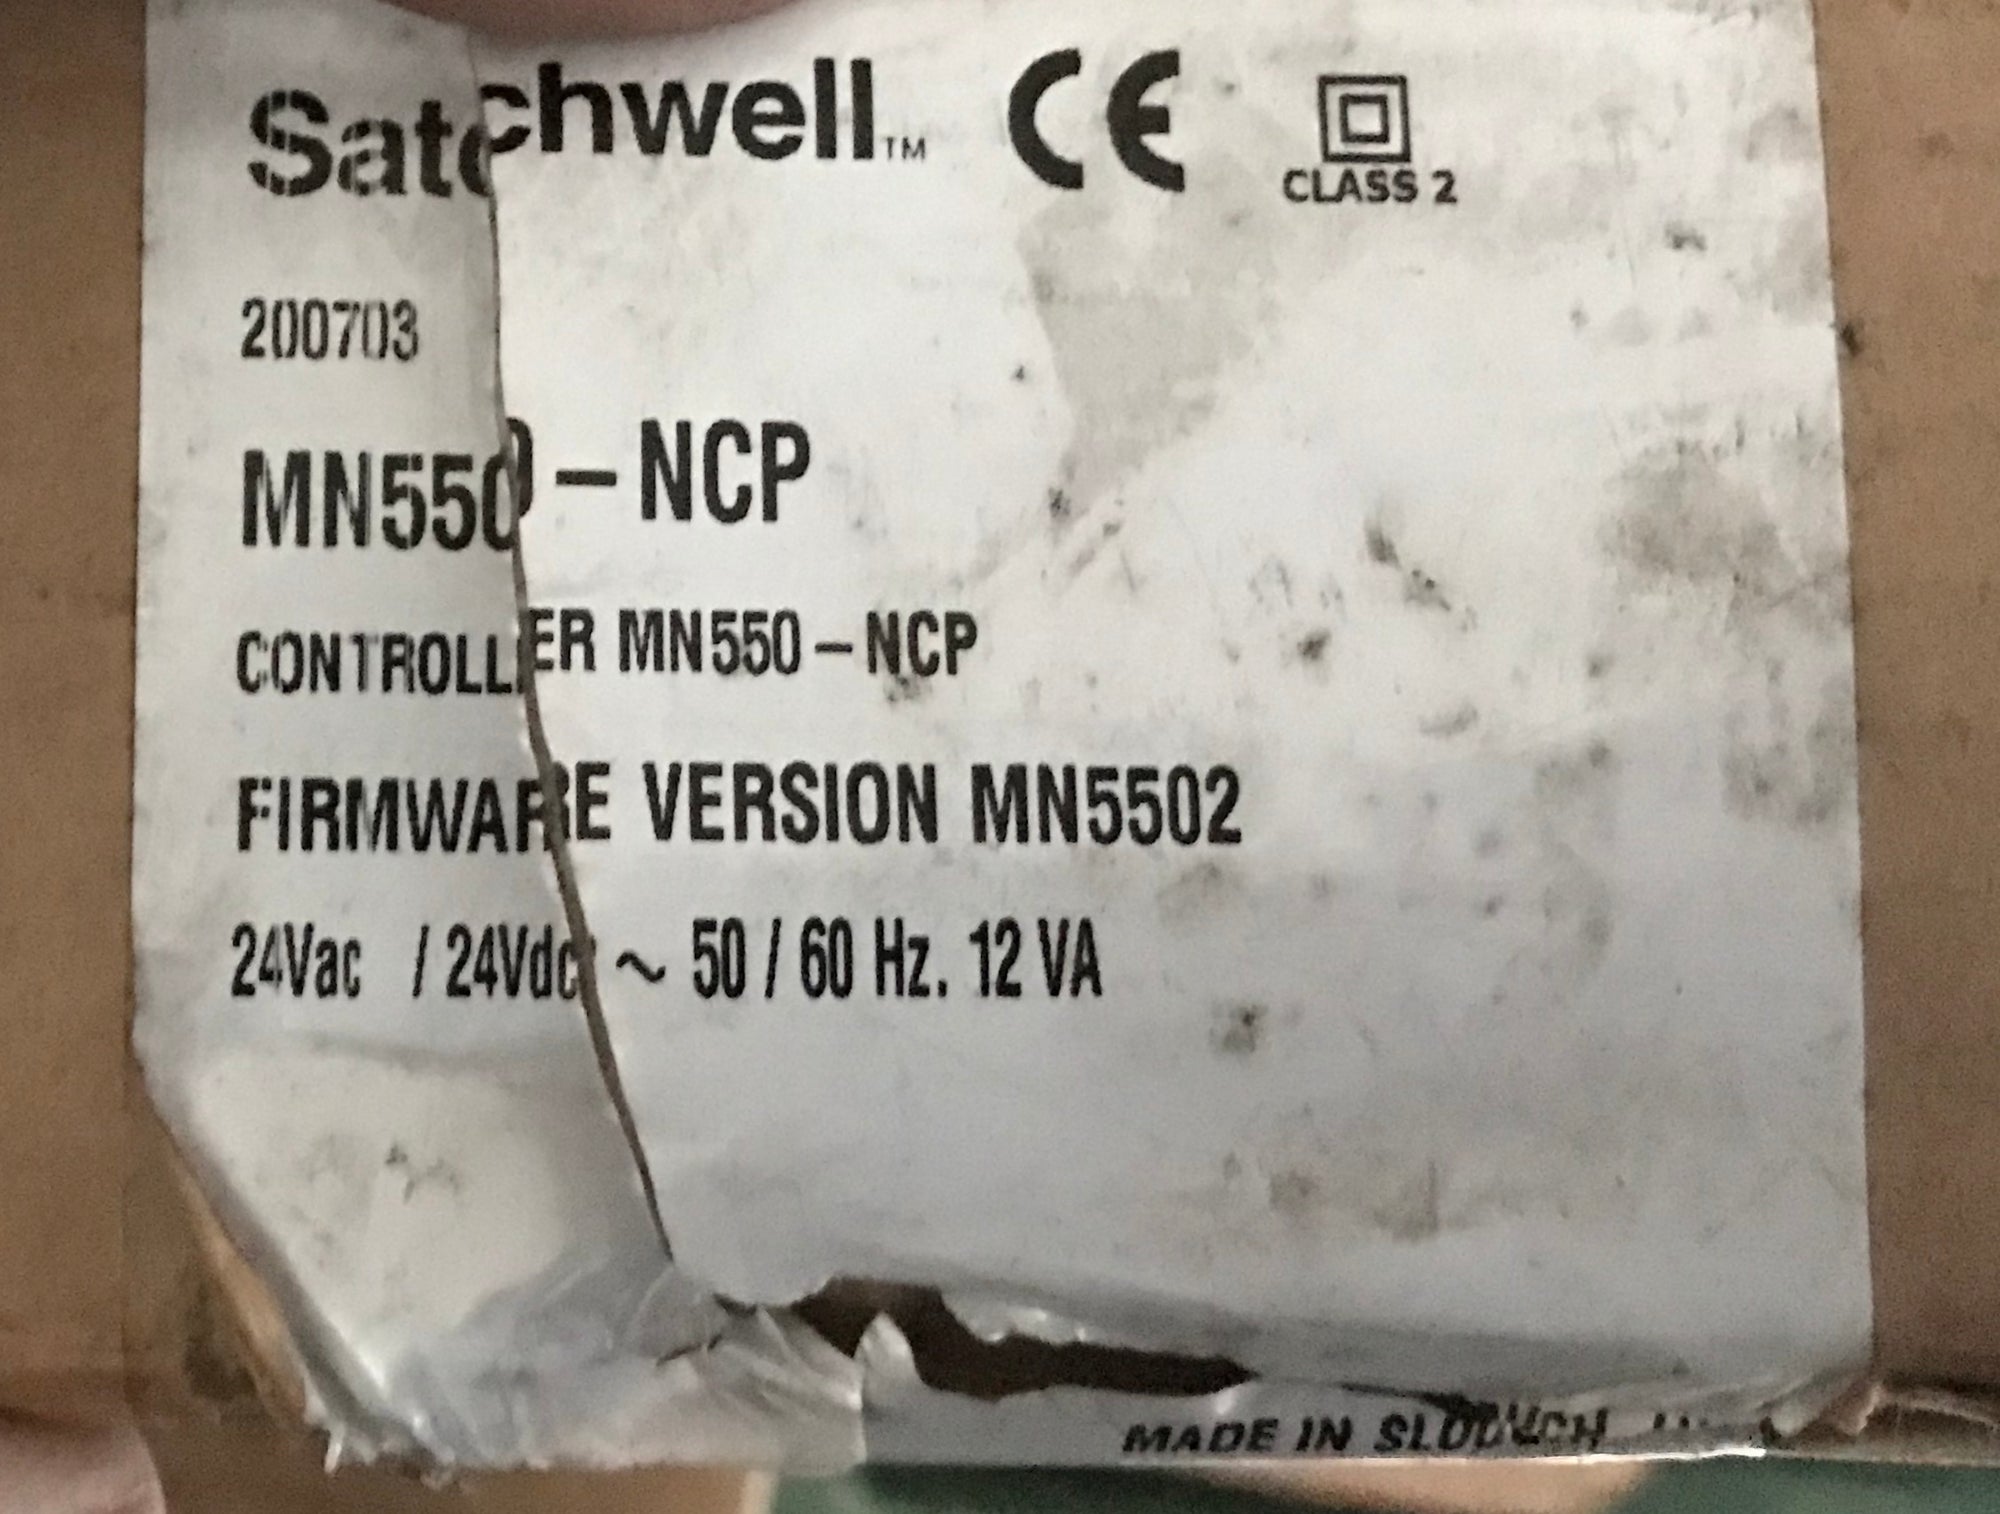 Satchwell™ CE
CLASS 2
200703
MN550-NCP
CONTROLLER MN550-NCP
FIRMWARE VERSION MN5502
24Vac / 24Vdc ~ 50 / 60 Hz. 12 VA
MADE IN SLOUGH